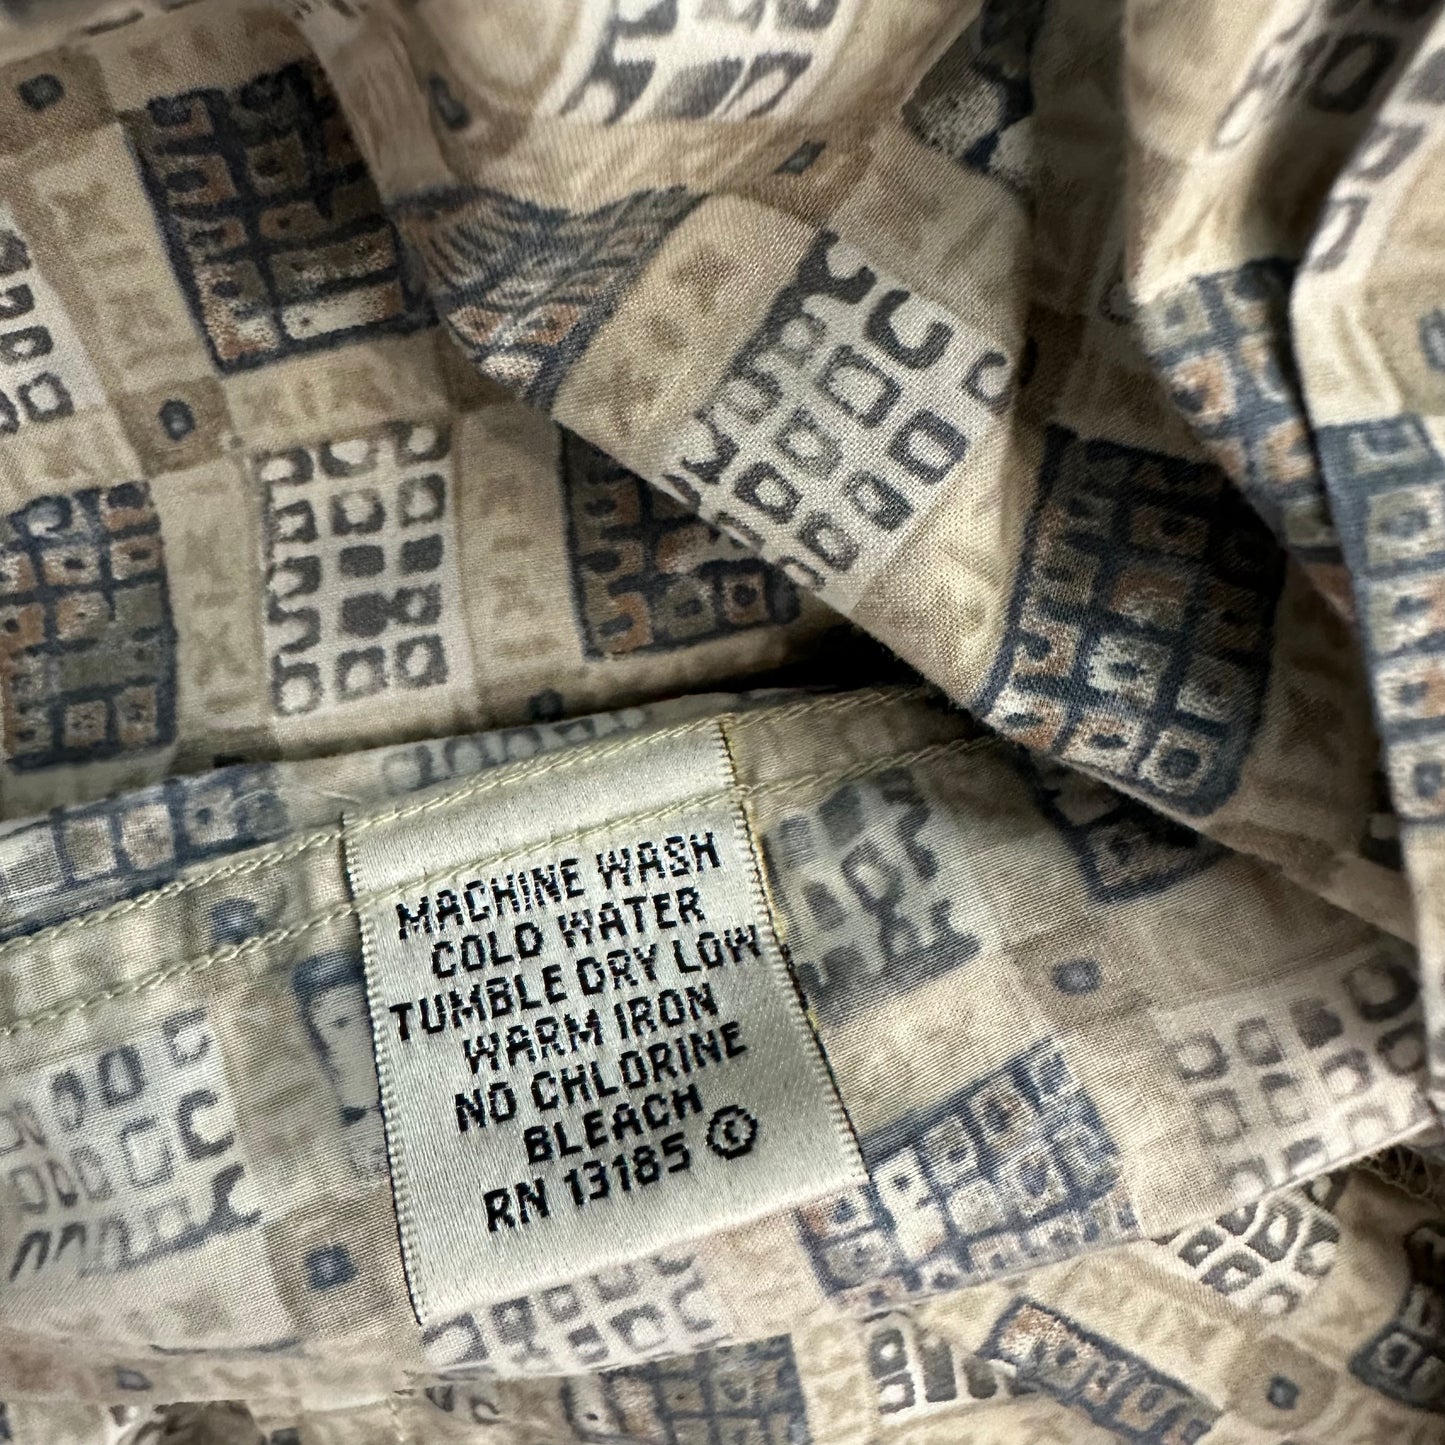 MACHINE WASH
COLD WATER
TUMBLE DRY LOW
WARM IRON
NO CHLORINE
BLEACH
RN 13185 ©